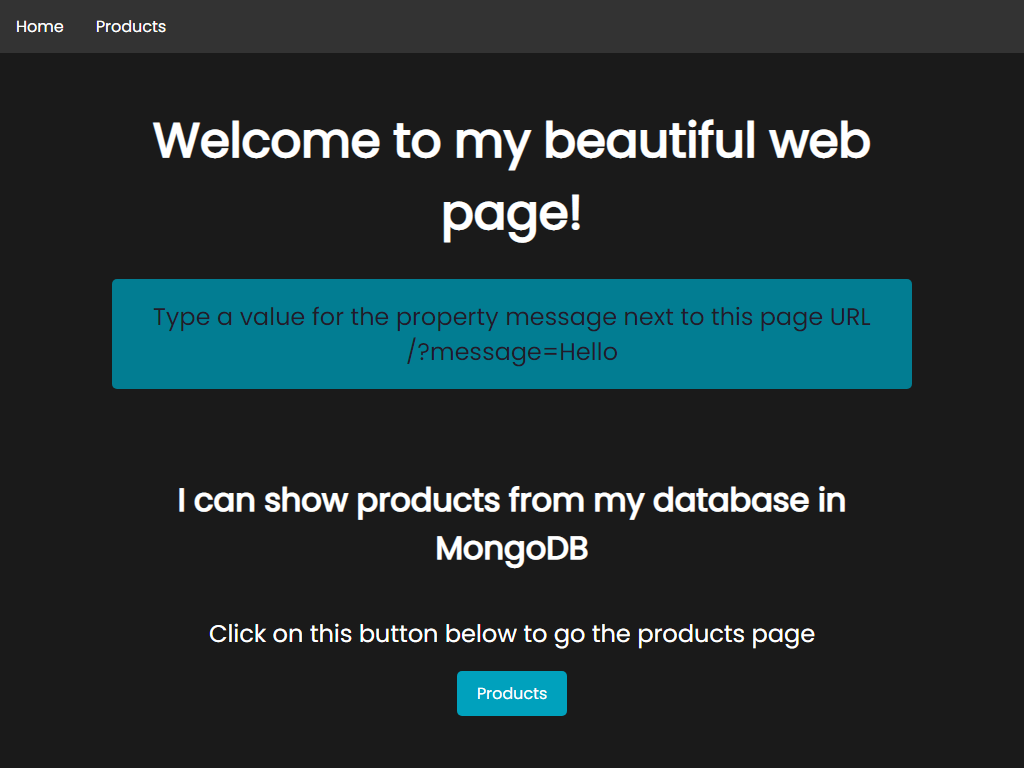 Home Products
Welcome to my beautiful web
page!
Type a value for the property message next to this page URL
/?message=Hello
I can show products from my database in
MongoDB
Click on this button below to go the products page
Products